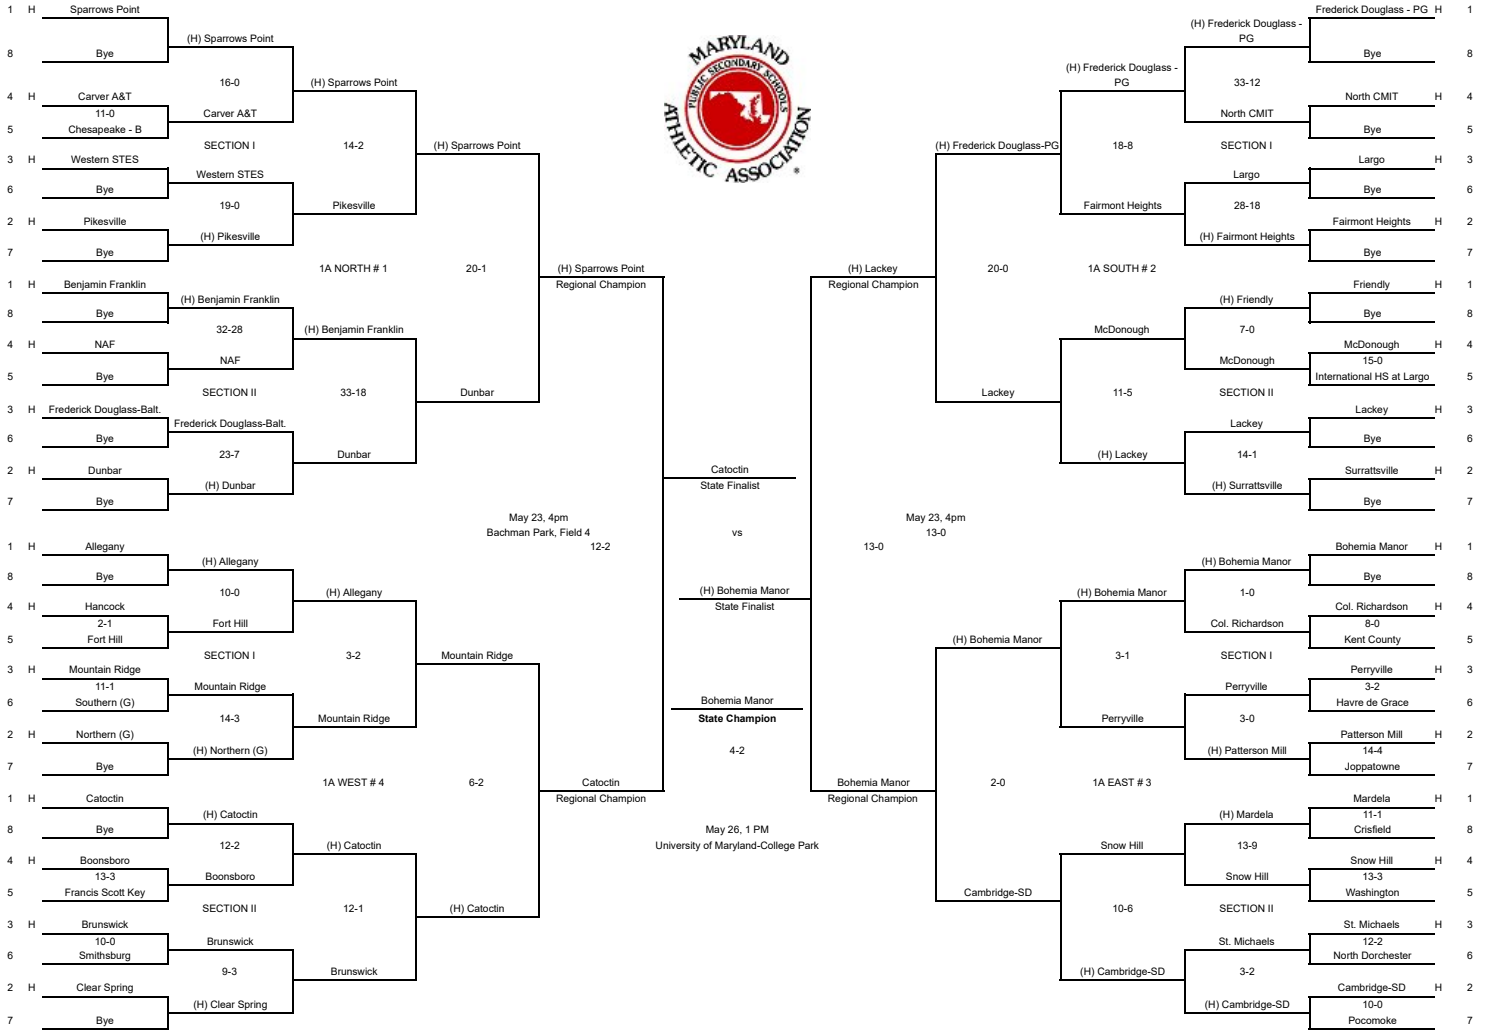 1 H Sparrows Point
8 Bye
(H) Sparrows Point
16-0
4 H Carver A&T
11-0
5 Chesapeake - B
Carver A&T
SECTION I
(H) Sparrows Point
3 H Western STES
6 Bye
Western STES
19-0
2 H Pikesville
7 Bye
(H) Pikesville
14-2
Pikesville
(H) Sparrows Point
1A NORTH # 1
20-1
1 H Benjamin Franklin
8 Bye
(H) Benjamin Franklin
32-28
4 H NAF
5 Bye
NAF
SECTION II
(H) Benjamin Franklin
3 H Frederick Douglass-Balt.
6 Bye
Frederick Douglass-Balt.
23-7
2 H Dunbar
7 Bye
(H) Dunbar
33-18
Dunbar
Dunbar
(H) Sparrows Point
Regional Champion
May 23, 4pm
Bachman Park, Field 4
12-2
1 H Allegany
8 Bye
(H) Allegany
10-0
4 H Hancock
2-1
5 Fort Hill
Fort Hill
SECTION I
(H) Allegany
3 H Mountain Ridge
11-1
6 Southern (G)
Mountain Ridge
14-3
2 H Northern (G)
7 Bye
(H) Northern (G)
3-2
Mountain Ridge
Mountain Ridge
1A WEST # 4
6-2
1 H Catoctin
8 Bye
(H) Catoctin
12-2
4 H Boonsboro
13-3
5 Francis Scott Key
Boonsboro
SECTION II
(H) Catoctin
3 H Brunswick
10-0
6 Smithsburg
Brunswick
9-3
2 H Clear Spring
7 Bye
(H) Clear Spring
12-1
Brunswick
(H) Catoctin
Catoctin
Regional Champion
MARYLAND
PUBLIC SECONDARY SCHOOLS
ATHLETIC ASSOCIATION
®
Catoctin
State Finalist
vs
(H) Bohemia Manor
State Finalist
Bohemia Manor
State Champion
4-2
May 26, 1 PM
University of Maryland-College Park
Frederick Douglass - PG H 1
Bye 8
(H) Frederick Douglass -
PG
33-12
North CMIT H 4
Bye 5
North CMIT
SECTION I
(H) Frederick Douglass -
PG
Largo H 3
Bye 6
Largo
28-18
Fairmont Heights H 2
Bye 7
(H) Fairmont Heights
18-8
Fairmont Heights
(H) Frederick Douglass-PG
1A SOUTH # 2
20-0
Friendly H 1
Bye 8
(H) Friendly
7-0
McDonough H 4
15-0
International HS at Largo 5
McDonough
SECTION II
McDonough
Lackey H 3
Bye 6
Lackey
14-1
Surrattsville H 2
Bye 7
(H) Surrattsville
11-5
(H) Lackey
Lackey
(H) Lackey
Regional Champion
May 23, 4pm
13-0
13-0
Bohemia Manor H 1
Bye 8
(H) Bohemia Manor
1-0
Col. Richardson H 4
8-0
Kent County 5
Col. Richardson
SECTION I
(H) Bohemia Manor
Perryville H 3
3-2
Havre de Grace 6
Perryville
3-0
Patterson Mill H 2
14-4
Joppatowne 7
(H) Patterson Mill
3-1
Perryville
(H) Bohemia Manor
1A EAST # 3
2-0
Mardela H 1
11-1
Crisfield 8
(H) Mardela
13-9
Snow Hill H 4
13-3
Washington 5
Snow Hill
SECTION II
Snow Hill
St. Michaels H 3
12-2
North Dorchester 6
St. Michaels
3-2
Cambridge-SD H 2
10-0
Pocomoke 7
(H) Cambridge-SD
10-6
(H) Cambridge-SD
Cambridge-SD
Bohemia Manor
Regional Champion